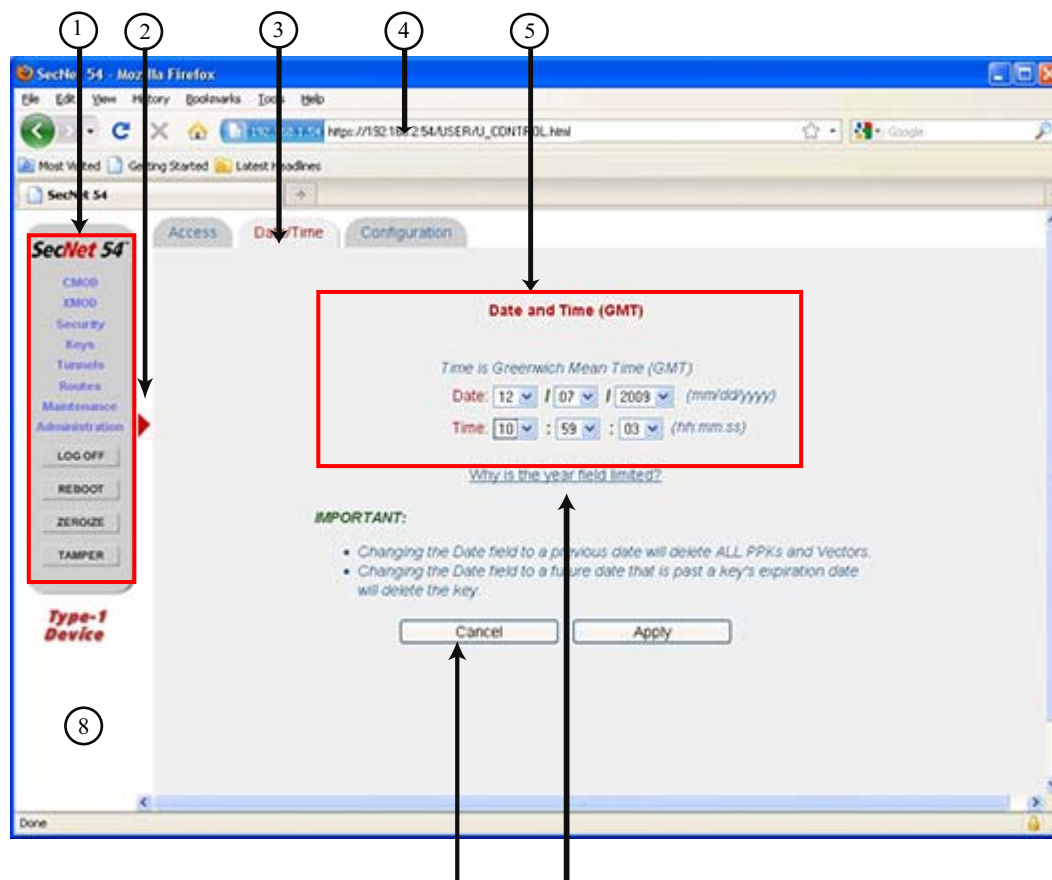 1 2 3 4 5
SecNet 54 - Mozilla Firefox
File Edit View History Bookmarks Tools Help
https://192.168.2.54/USER/U_CONTROL.html Google
Most Visited Getting Started Latest Headlines
SecNet 54
Access Date/Time Configuration
SecNet 54
CMOD
XMOD
Security
Keys
Tunnels
Routes
Maintenance
Administration
LOG OFF
REBOOT
ZEROIZE
TAMPER
Type-1
Device
8
Date and Time (GMT)
Time is Greenwich Mean Time (GMT)
Date: 12 / 07 / 2009 (mm/dd/yyyy)
Time: 10 : 59 : 03 (hh:mm:ss)
Why is the year field limited?
IMPORTANT:
• Changing the Date field to a previous date will delete ALL PPKs and Vectors.
• Changing the Date field to a future date that is past a key's expiration date
will delete the key.
Cancel Apply
Done